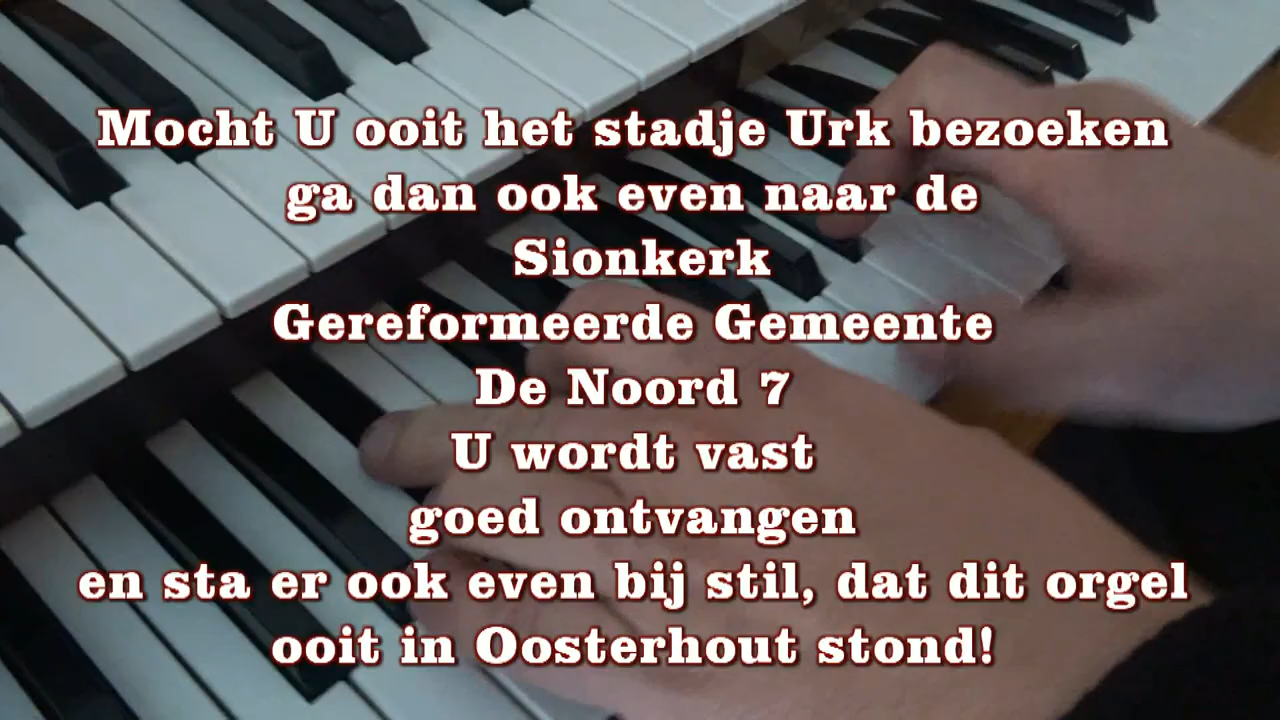 Mocht U ooit het stadje Urk bezoeken
ga dan ook even naar de
Sionkerk
Gereformeerde Gemeente
De Noord 7
U wordt vast
goed ontvangen
en sta er ook even bij stil, dat dit orgel
ooit in Oosterhout stond!